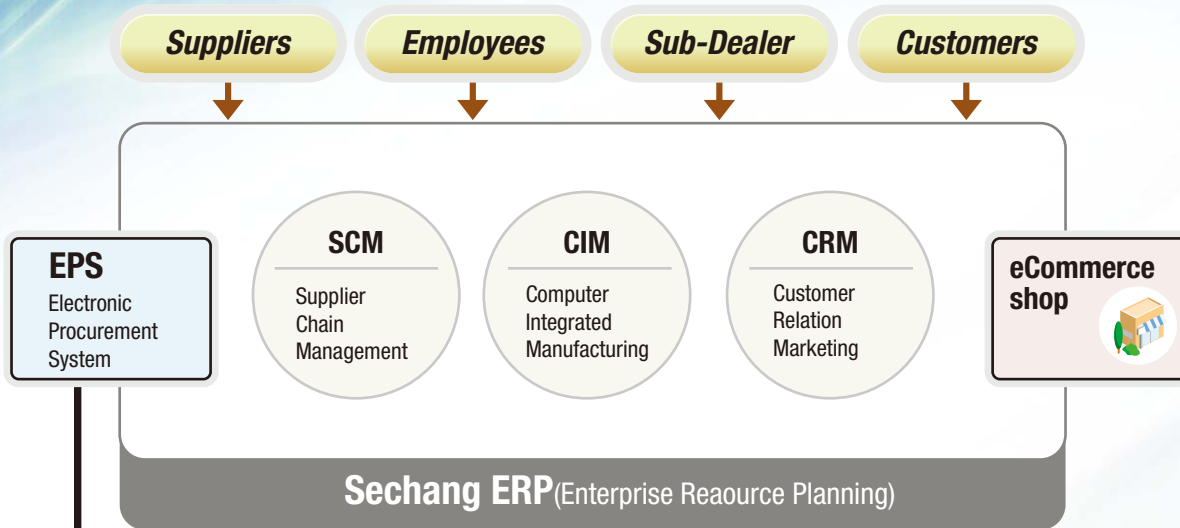 Suppliers
Employees
Sub-Dealer
Customers
EPS
Electronic
Procurement
System
SCM
Supplier
Chain
Management
CIM
Computer
Integrated
Manufacturing
CRM
Customer
Relation
Marketing
eCommerce
shop
Sechang ERP(Enterprise Reaource Planning)